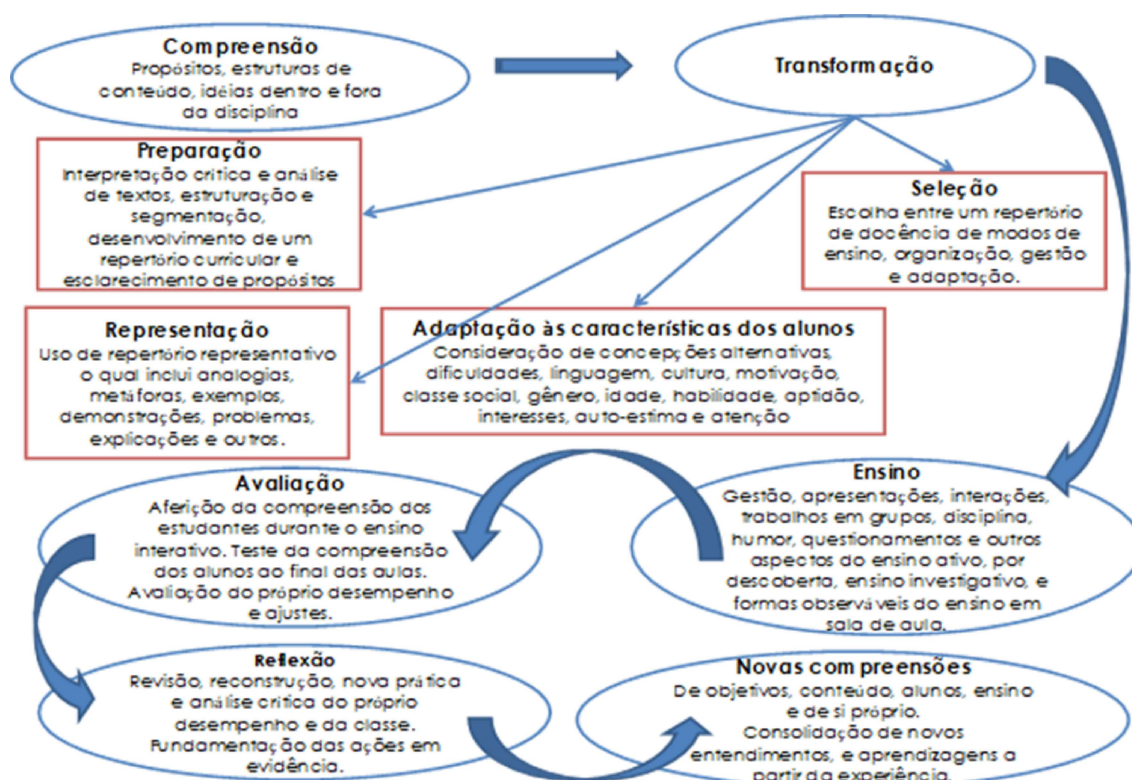 Compreensão
Propósitos, estruturas de
conteúdo, idéias dentro e fora
da disciplina
Transformação
Preparação
Interpretação crítica e análise
de textos, estruturação e
segmentação,
desenvolvimento de um
repertório curricular e
esclarecimento de propósitos
Seleção
Escolha entre um repertório
de docência de modos de
ensino, organização, gestão
e adaptação.
Representação
Uso de repertório representativo
o qual inclui analogias,
metáforas, exemplos,
demonstrações, problemas,
explicações e outros.
Adaptação às características dos alunos
Consideração de concepções alternativas,
dificuldades, linguagem, cultura, motivação,
classe social, gênero, idade, habilidade, aptidão,
interesses, auto-estima e atenção
Avaliação
Aferição da compreensão dos
estudantes durante o ensino
interativo. Teste da compreensão
dos alunos ao final das aulas.
Avaliação do próprio desempenho
e ajustes.
Ensino
Gestão, apresentações, interações,
trabalhos em grupos, disciplina,
humor, questionamentos e outros
aspectos do ensino ativo, por
descoberta, ensino investigativo, e
formas observáveis do ensino em
sala de aula.
Reflexão
Revisão, reconstrução, nova prática
e análise crítica do próprio
desempenho e da classe.
Fundamentação das ações em
evidência.
Novas compreensões
De objetivos, conteúdo, alunos, ensino
e de si próprio.
Consolidação de novos
entendimentos, e aprendizagens a
partir da experiência.